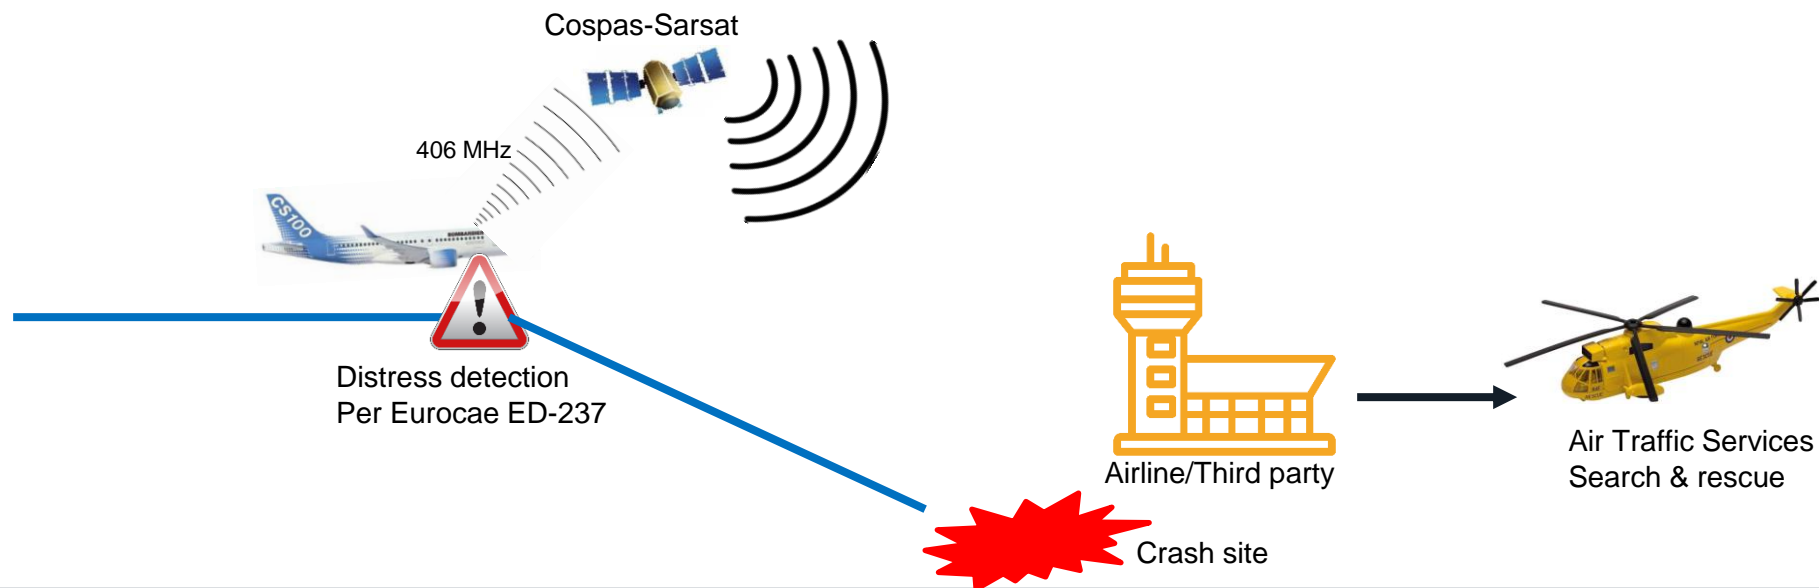 Cospas-Sarsat
406 MHz
CS100
BOMBARDIER
Distress detection
Per Eurocae ED-237
Airline/Third party
Air Traffic Services
Search & rescue
Crash site